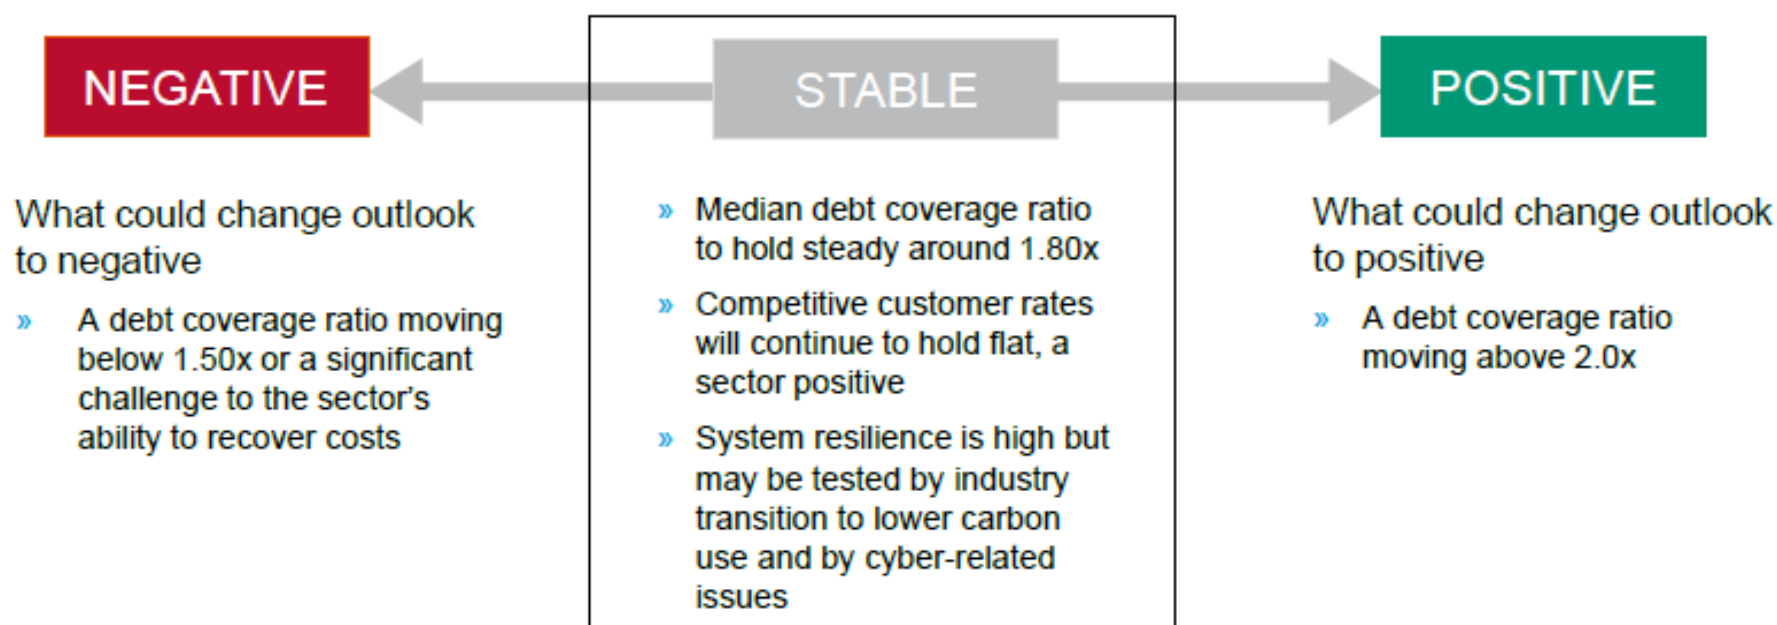 NEGATIVE
What could change outlook
to negative
» A debt coverage ratio moving
below 1.50x or a significant
challenge to the sector's
ability to recover costs
STABLE
» Median debt coverage ratio
to hold steady around 1.80x
» Competitive customer rates
will continue to hold flat, a
sector positive
» System resilience is high but
may be tested by industry
transition to lower carbon
use and by cyber-related
issues
POSITIVE
What could change outlook
to positive
» A debt coverage ratio
moving above 2.0x